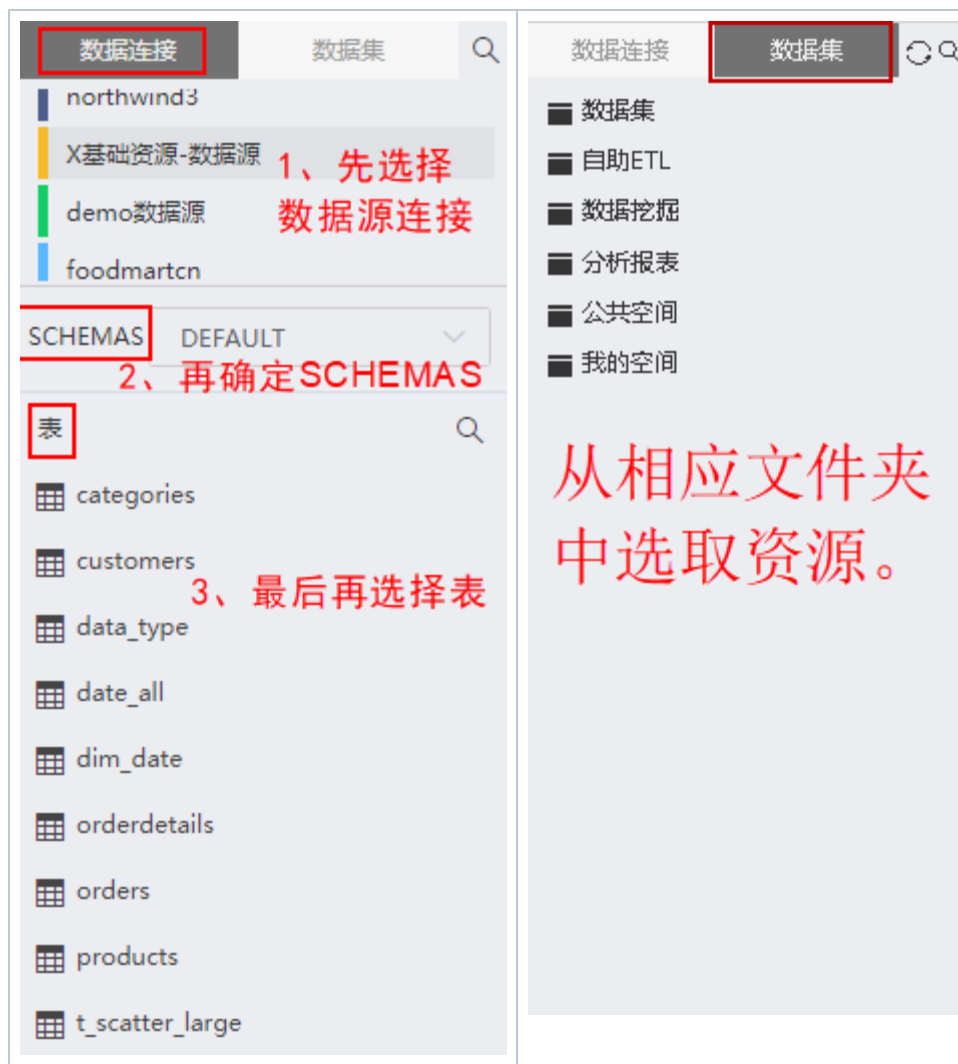 数据连接
数据集
northwind3
X基础资源-数据源
1、先选择
数据源连接
demo数据源
foodmartcn
SCHEMAS
DEFAULT
2、再确定SCHEMAS
表
categories
customers
3、最后再选择表
data_type
date_all
dim_date
orderdetails
orders
products
t_scatter_large
数据连接
数据集
数据集
自助ETL
数据挖掘
分析报表
公共空间
我的空间
从相应文件夹
中选取资源。